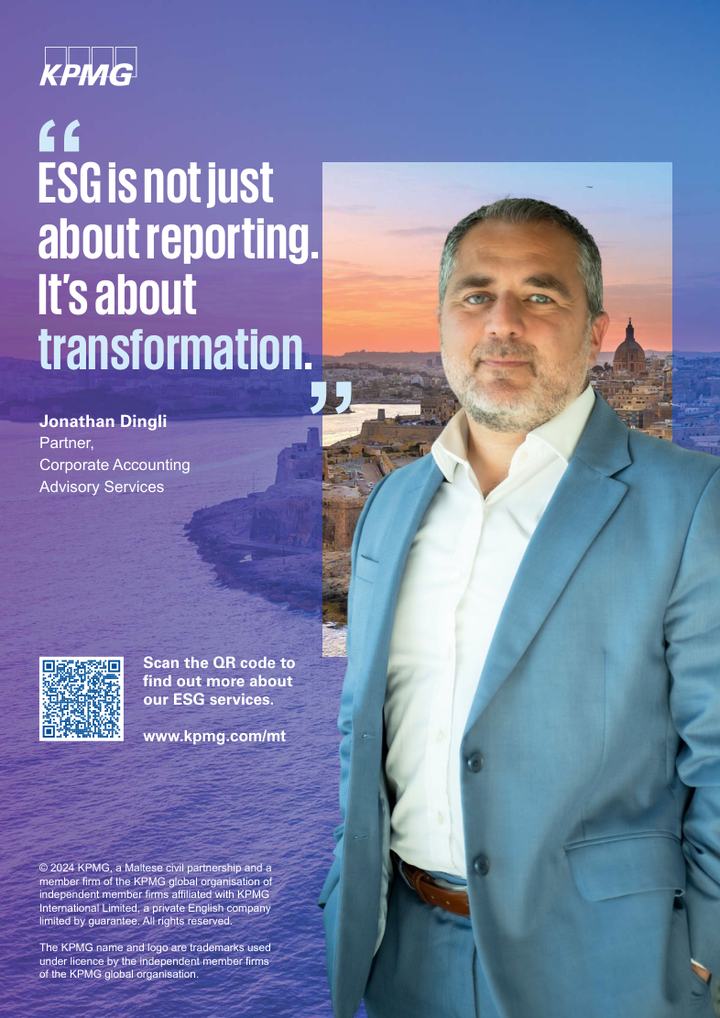 KPMG
“
ESG is not just
about reporting.
It's about
transformation.
”
Jonathan Dingli
Partner,
Corporate Accounting
Advisory Services
Scan the QR code to
find out more about
our ESG services.
www.kpmg.com/mt
© 2024 KPMG, a Maltese civil partnership and a
member firm of the KPMG global organisation of
independent member firms affiliated with KPMG
International Limited, a private English company
limited by guarantee. All rights reserved.
The KPMG name and logo are trademarks used
under licence by the independent member firms
of the KPMG global organisation.